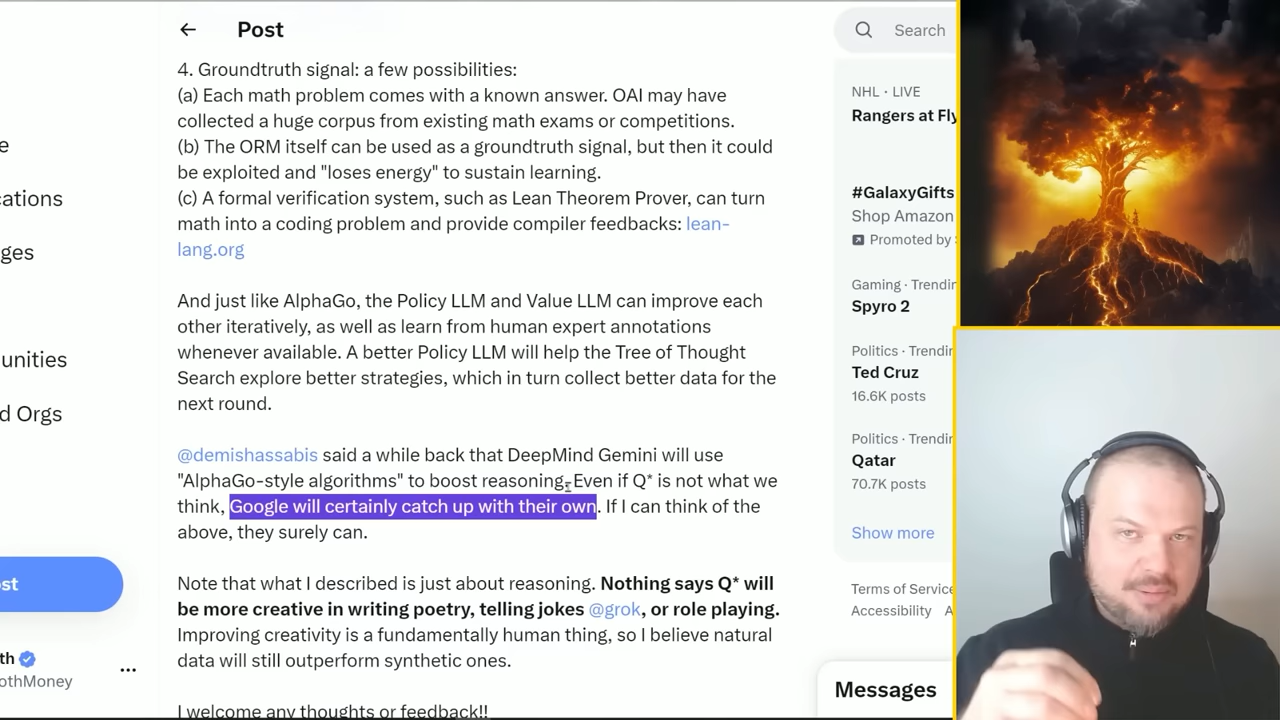 Post
4. Groundtruth signal: a few possibilities:
(a) Each math problem comes with a known answer. OAI may have
collected a huge corpus from existing math exams or competitions.
(b) The ORM itself can be used as a groundtruth signal, but then it could
be exploited and "loses energy" to sustain learning.
(c) A formal verification system, such as Lean Theorem Prover, can turn
math into a coding problem and provide compiler feedbacks: lean-
lang.org
And just like AlphaGo, the Policy LLM and Value LLM can improve each
other iteratively, as well as learn from human expert annotations
whenever available. A better Policy LLM will help the Tree of Thought
Search explore better strategies, which in turn collect better data for the
next round.
@demishassabis said a while back that DeepMind Gemini will use
"AlphaGo-style algorithms" to boost reasoning. Even if Q* is not what we
think, Google will certainly catch up with their own. If I can think of the
above, they surely can.
Note that what I described is just about reasoning. Nothing says Q* will
be more creative in writing poetry, telling jokes @grok, or role playing.
Improving creativity is a fundamentally human thing, so I believe natural
data will still outperform synthetic ones.
I welcome any thoughts or feedback!!
e
cations
ges
unities
d Orgs
st
th
othMoney
Search
NHL · LIVE
Rangers at Fly
#GalaxyGifts
Shop Amazon
Promoted by
Gaming · Trendin
Spyro 2
Politics · Trendin
Ted Cruz
16.6K posts
Politics · Trendin
Qatar
70.7K posts
Show more
Terms of Service
Accessibility A
Messages